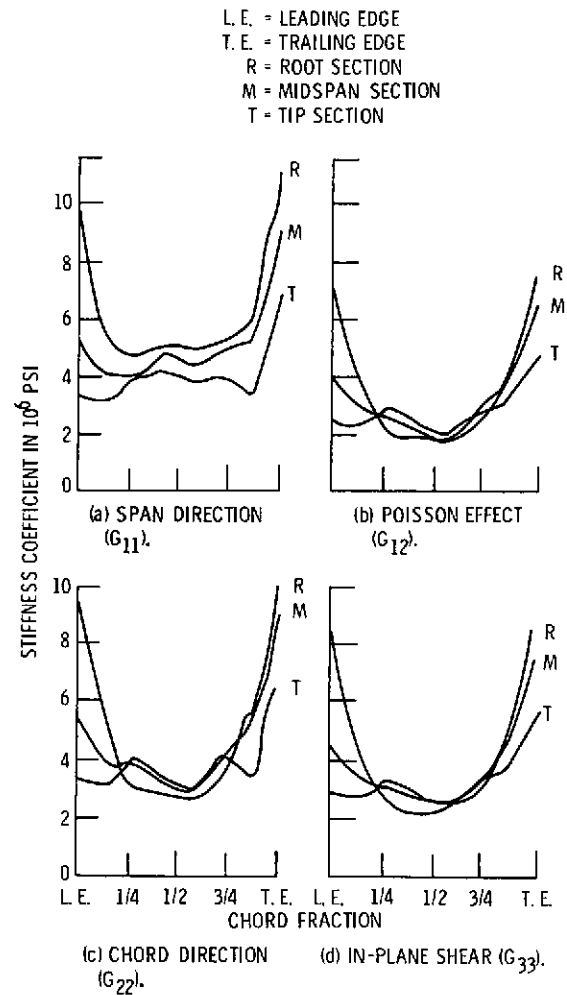 L. E. = LEADING EDGE
T. E. = TRAILING EDGE
R = ROOT SECTION
M = MIDSPAN SECTION
T = TIP SECTION
STIFFNESS COEFFICIENT IN 10⁶ PSI
10
8
6
4
2
0
R
M
T
(a) SPAN DIRECTION
(G11).
R
M
T
(b) POISSON EFFECT
(G12).
10
8
6
4
2
0
R
M
T
L. E. 1/4 1/2 3/4 T. E.
R
M
T
L. E. 1/4 1/2 3/4 T. E.
CHORD FRACTION
(c) CHORD DIRECTION
(G22).
(d) IN-PLANE SHEAR (G33).